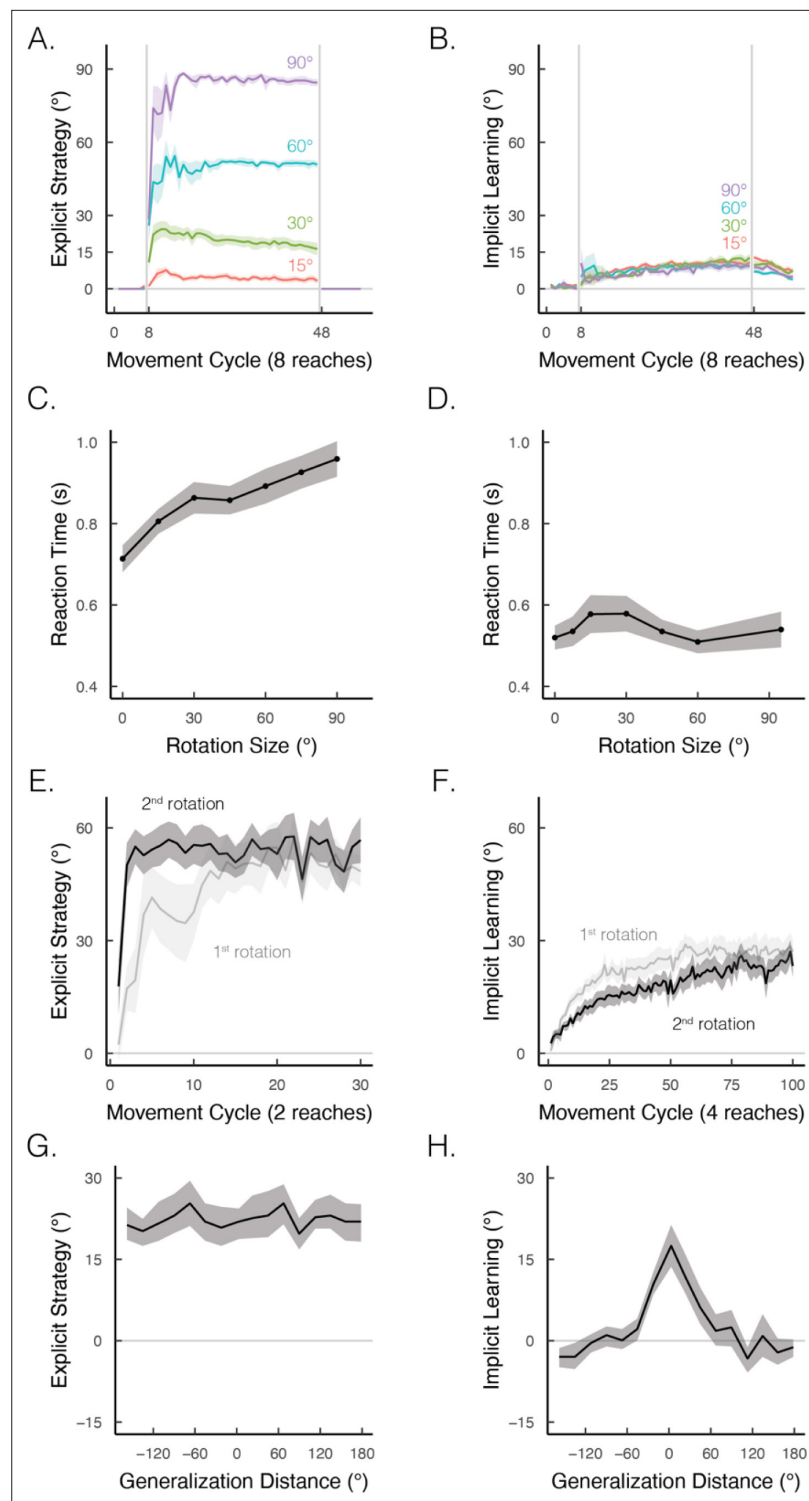 A.
Explicit Strategy (°)
90
60
30
15
0
90°
60°
30°
15°
0
8
48
Movement Cycle (8 reaches)
B.
Implicit Learning (°)
90
60
30
15
0
90°
60°
30°
15°
0
8
48
Movement Cycle (8 reaches)
C.
Reaction Time (s)
1.0
0.8
0.6
0.4
0
30
60
90
Rotation Size (°)
D.
Reaction Time (s)
1.0
0.8
0.6
0.4
0
30
60
90
Rotation Size (°)
E.
Explicit Strategy (°)
60
30
0
2nd rotation
1st rotation
0
10
20
30
Movement Cycle (2 reaches)
F.
Implicit Learning (°)
60
30
0
1st rotation
2nd rotation
0
25
50
75
100
Movement Cycle (4 reaches)
G.
Explicit Strategy (°)
30
15
0
−15
−120
−60
0
60
120
180
Generalization Distance (°)
H.
Implicit Learning (°)
30
15
0
−15
−120
−60
0
60
120
180
Generalization Distance (°)